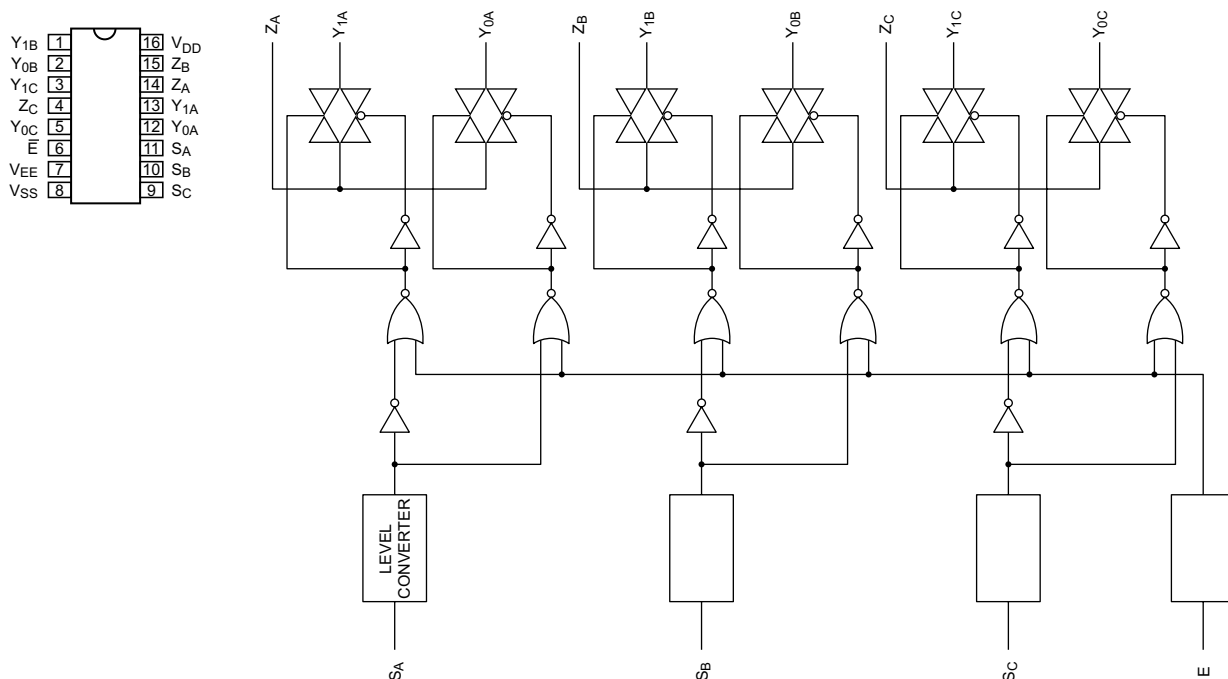 Y1B 1 16 VDD
Y0B 2 15 ZB
Y1C 3 14 ZA
ZC 4 13 Y1A
Y0C 5 12 Y0A
E̅ 6 11 SA
VEE 7 10 SB
VSS 8 9 SC
ZA Y1A Y0A ZB Y1B Y0B ZC Y1C Y0C
LEVEL
CONVERTER
SA SB SC E